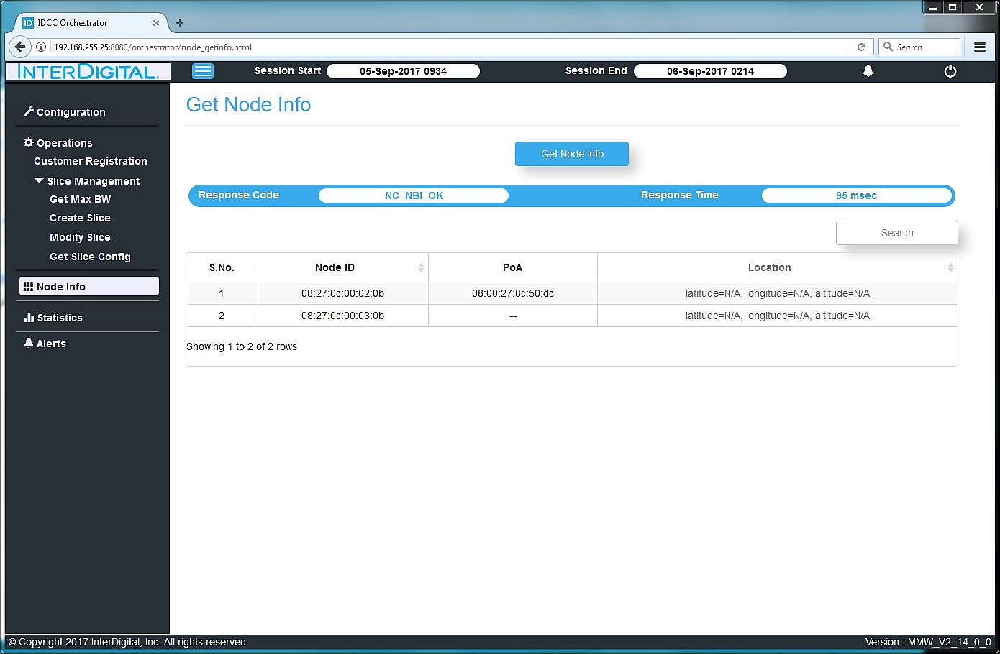 ID IDCC Orchestrator
192.168.255.25:8080/orchestrator/node_getinfo.html
Search
INTERDIGITAL.
Session Start 05-Sep-2017 0934 Session End 06-Sep-2017 0214
Configuration
Operations
Customer Registration
Slice Management
Get Max BW
Create Slice
Modify Slice
Get Slice Config
Node Info
Statistics
Alerts
Get Node Info
Get Node Info
Response Code NC_NBI_OK Response Time 95 msec
Search
S.No. Node ID PoA Location
1 08:27:0c:00:02:0b 08:00:27:8c:50:dc latitude=N/A, longitude=N/A, altitude=N/A
2 08:27:0c:00:03:0b -- latitude=N/A, longitude=N/A, altitude=N/A
Showing 1 to 2 of 2 rows
© Copyright 2017 InterDigital, Inc. All rights reserved
Version : MMW_V2_14_0_0